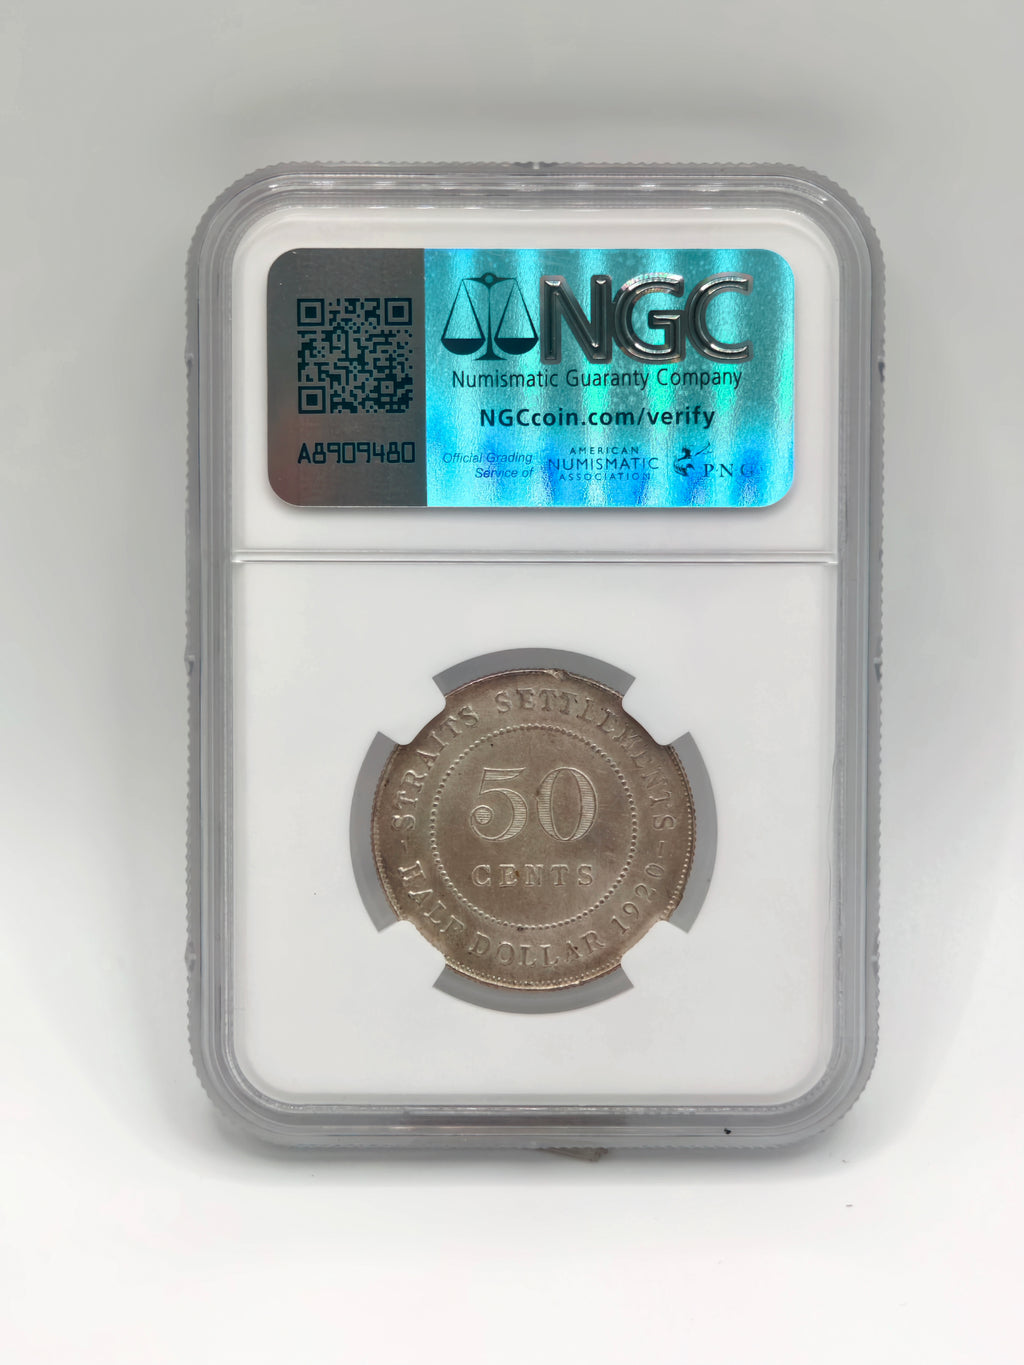 NGC
Numismatic Guaranty Company
NGCcoin.com/verify
A8909480
Official Grading
Service of
AMERICAN
NUMISMATIC
ASSOCIATION
PNG
STRAITS SETTLEMENTS
50
CENTS
HALF DOLLAR 1920